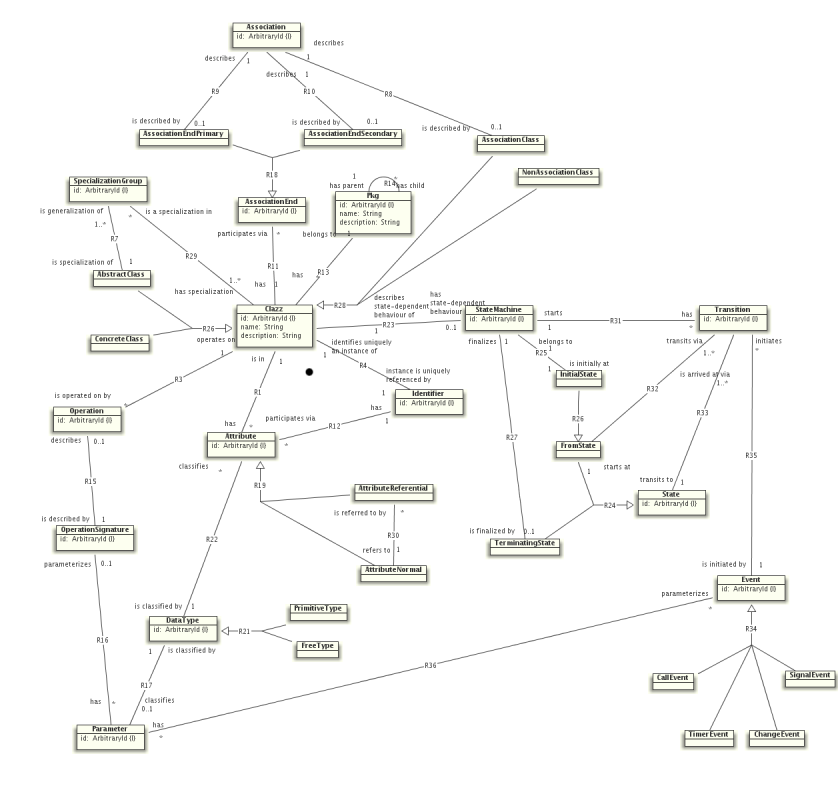 Association
id: ArbitraryId {I}
describes
describes
1
1
describes
1
R9
R10
R8
is described by
0..1
is described by
0..1
is described by
0..1
AssociationEndPrimary
AssociationEndSecondary
AssociationClass
R18
NonAssociationClass
SpecializationGroup
id: ArbitraryId {I}
1
R14
*
has parent
has child
Pkg
id: ArbitraryId {I}
name: String
description: String
AssociationEnd
id: ArbitraryId {I}
is generalization of
1..*
*
is a specialization in
participates via
*
belongs to
1
R7
R29
is specialization of
1
R11
has
R13
*
AbstractClass
1..*
has specialization
has
1
R28
describes
state-dependent
behaviour of
has
state-dependent
behaviour
Clazz
id: ArbitraryId {I}
name: String
description: String
StateMachine
id: ArbitraryId {I}
Transition
id: ArbitraryId {I}
starts
1
R31
has
*
R26
R23
0..1
ConcreteClass
operates on
1
is in
1
1
identifies uniquely
an instance of
R4
finalizes
1
belongs to
R25
1
transits via
1..*
initiates
*
is initially at
R3
instance is uniquely
referenced by
1
InitialState
is arrived at via
1..*
is operated on by
*
R1
Identifier
id: ArbitraryId {I}
R32
Operation
id: ArbitraryId {I}
has
1
participates via
R26
R33
has
*
R12
*
Attribute
id: ArbitraryId {I}
R27
FromState
describes
0..1
classifies
*
1
starts at
R35
R15
R19
AttributeReferential
transits to
1
State
id: ArbitraryId {I}
R24
is described by
1
is referred to by
*
OperationSignature
id: ArbitraryId {I}
R22
R30
is finalized by
0..1
TerminatingState
parameterizes
0..1
refers to
1
AttributeNormal
is initiated by
1
Event
id: ArbitraryId {I}
is classified by
1
PrimitiveType
parameterizes
*
DataType
id: ArbitraryId {I}
R21
R34
R16
1
is classified by
FreeType
R36
R17
CallEvent
SignalEvent
has
*
classifies
0..1
Parameter
id: ArbitraryId {I}
has
*
TimerEvent
ChangeEvent